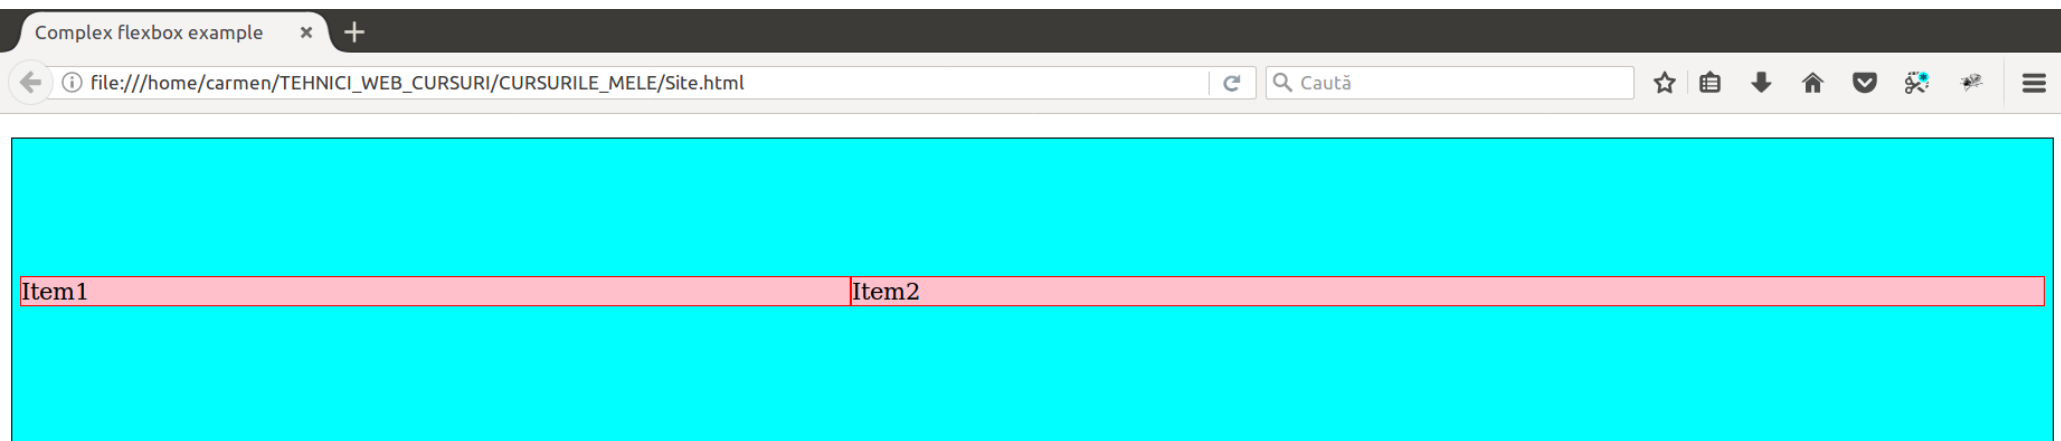 Complex flexbox example
file:///home/carmen/TEHNICI_WEB_CURSURI/CURSURILE_MELE/Site.html Caută
Item1 Item2